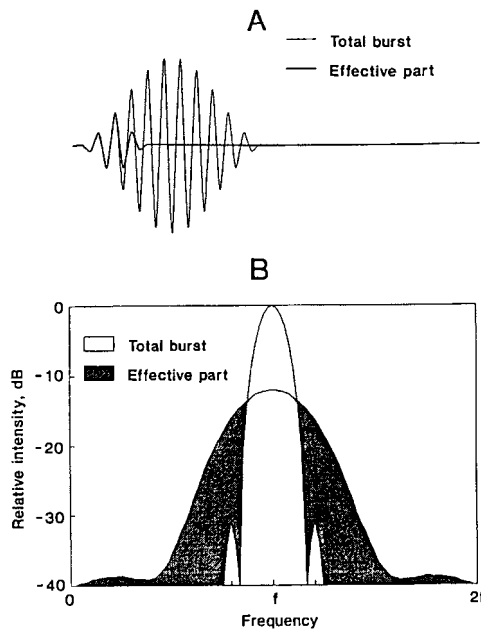 A
Total burst
Effective part
B
0
-10
-20
-30
-40
Relative intensity, dB
Total burst
Effective part
0
f
2f
Frequency